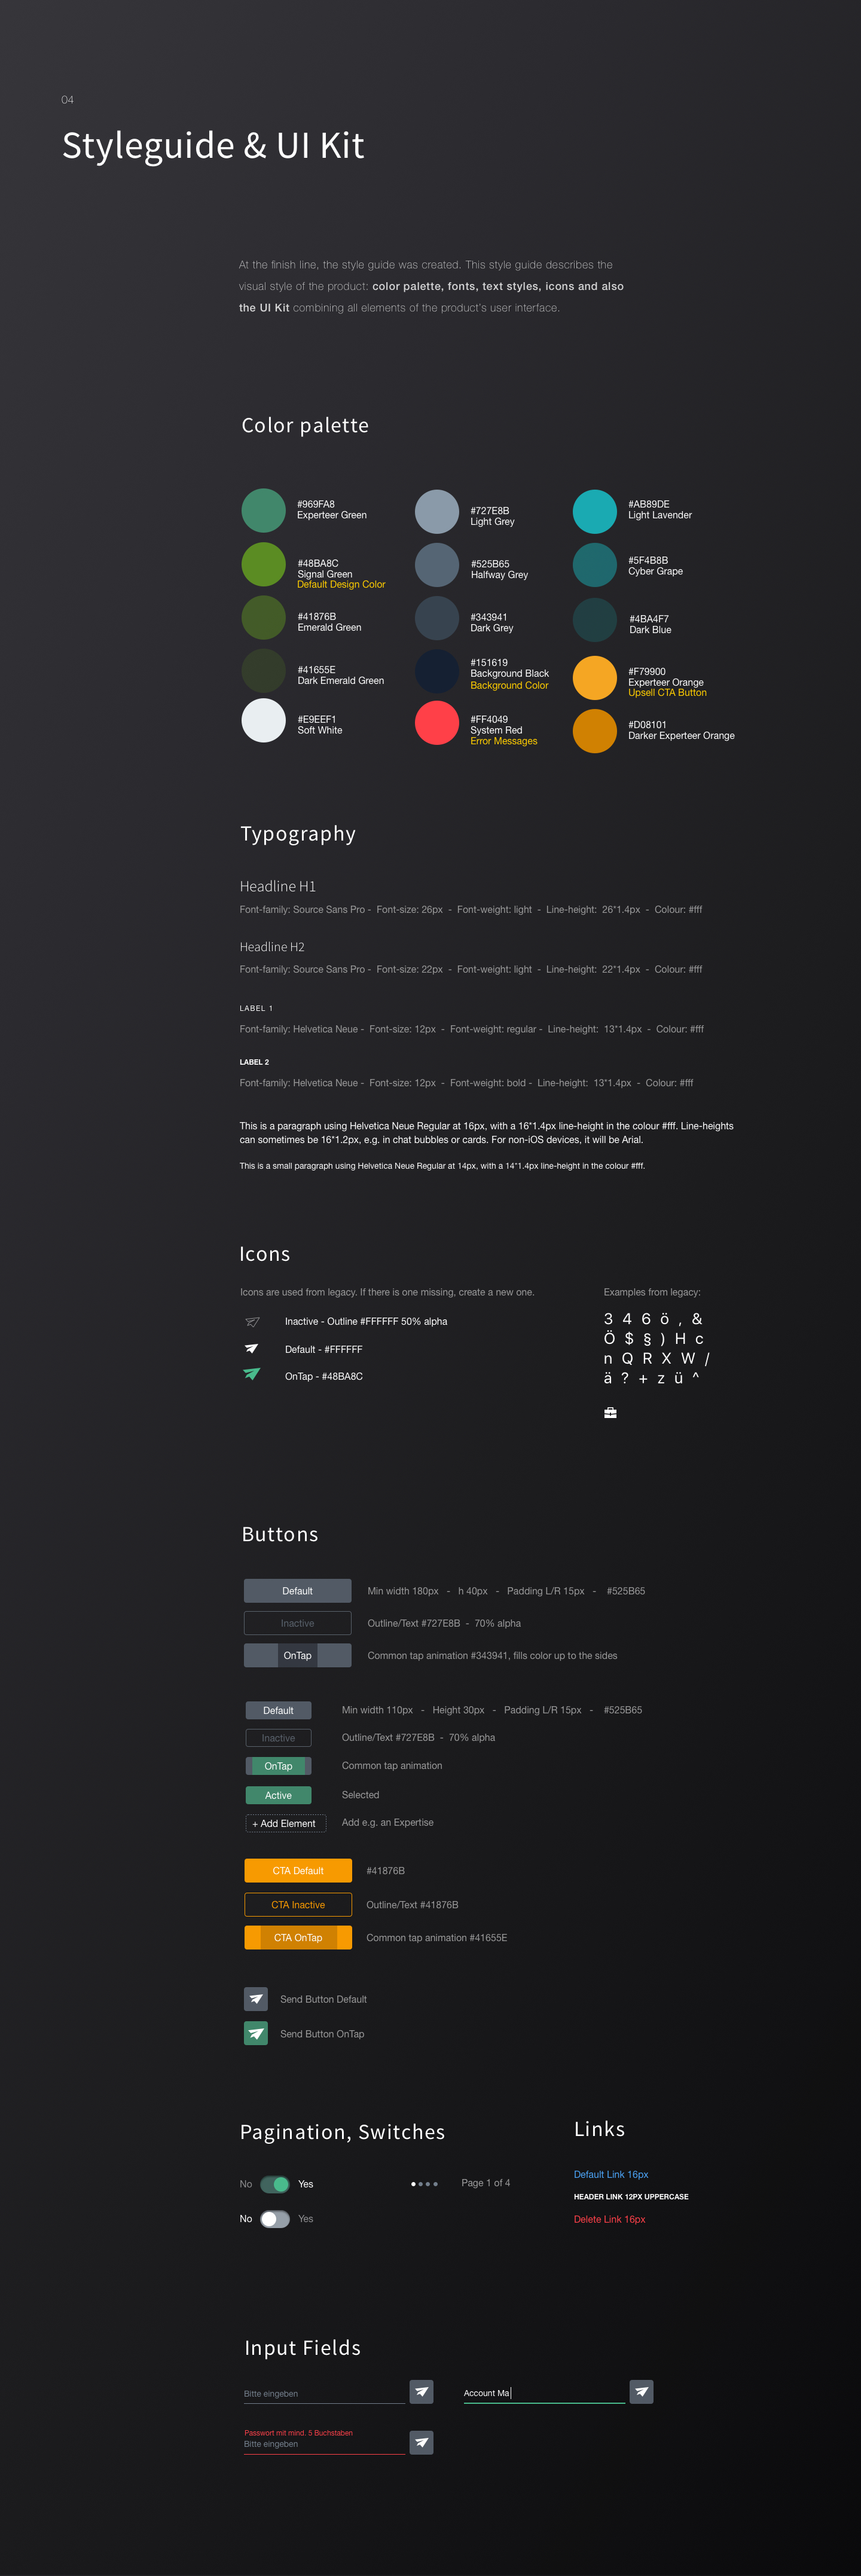 04
Styleguide & UI Kit
At the finish line, the style guide was created. This style guide describes the
visual style of the product: color palette, fonts, text styles, icons and also
the UI Kit combining all elements of the product's user interface.
Color palette
#969FA8
Experteer Green
#48BA8C
Signal Green
Default Design Color
#41876B
Emerald Green
#41655E
Dark Emerald Green
#E9EEF1
Soft White
#727E8B
Light Grey
#525B65
Halfway Grey
#343941
Dark Grey
#151619
Background Black
Background Color
#FF4049
System Red
Error Messages
#AB89DE
Light Lavender
#5F4B8B
Cyber Grape
#4BA4F7
Dark Blue
#F79900
Experteer Orange
Upsell CTA Button
#D08101
Darker Experteer Orange
Typography
Headline H1
Font-family: Source Sans Pro - Font-size: 26px - Font-weight: light - Line-height: 26*1.4px - Colour: #fff
Headline H2
Font-family: Source Sans Pro - Font-size: 22px - Font-weight: light - Line-height: 22*1.4px - Colour: #fff
LABEL 1
Font-family: Helvetica Neue - Font-size: 12px - Font-weight: regular - Line-height: 13*1.4px - Colour: #fff
LABEL 2
Font-family: Helvetica Neue - Font-size: 12px - Font-weight: bold - Line-height: 13*1.4px - Colour: #fff
This is a paragraph using Helvetica Neue Regular at 16px, with a 16*1.4px line-height in the colour #fff. Line-heights
can sometimes be 16*1.2px, e.g. in chat bubbles or cards. For non-iOS devices, it will be Arial.
This is a small paragraph using Helvetica Neue Regular at 14px, with a 14*1.4px line-height in the colour #fff.
Icons
Icons are used from legacy. If there is one missing, create a new one.
Inactive - Outline #FFFFFF 50% alpha
Default - #FFFFFF
OnTap - #48BA8C
Examples from legacy:
3 4 6 ö , &
Ö $ § ) H c
n Q R X W /
ä ? + z ü ^
Buttons
Default
Min width 180px - h 40px - Padding L/R 15px - #525B65
Inactive
Outline/Text #727E8B - 70% alpha
OnTap
Common tap animation #343941, fills color up to the sides
Default
Min width 110px - Height 30px - Padding L/R 15px - #525B65
Inactive
Outline/Text #727E8B - 70% alpha
OnTap
Common tap animation
Active
Selected
+ Add Element
Add e.g. an Expertise
CTA Default
#41876B
CTA Inactive
Outline/Text #41876B
CTA OnTap
Common tap animation #41655E
Send Button Default
Send Button OnTap
Pagination, Switches
No Yes
No Yes
Page 1 of 4
Links
Default Link 16px
HEADER LINK 12PX UPPERCASE
Delete Link 16px
Input Fields
Bitte eingeben
Account Ma
Passwort mit mind. 5 Buchstaben
Bitte eingeben